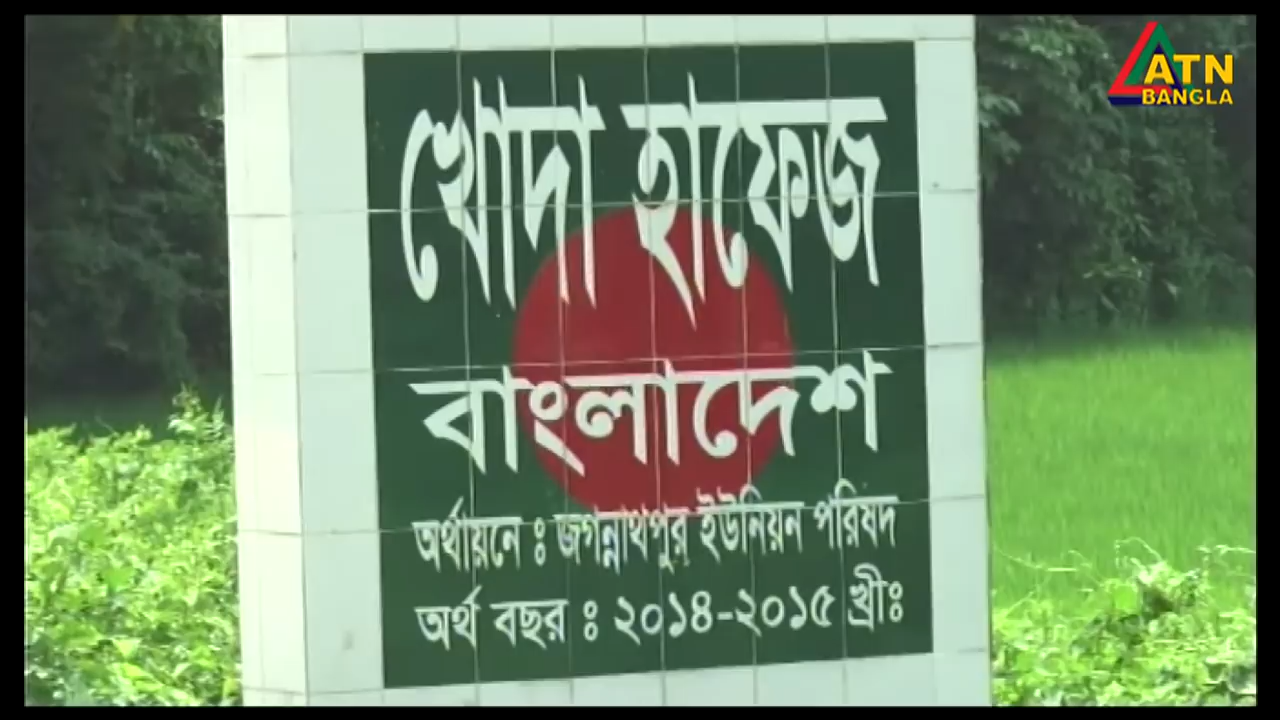 ATN
BANGLA
খোদা হাফেজ
বাংলাদেশ
অর্থায়নে ঃ জগন্নাথপুর ইউনিয়ন পরিষদ
অর্থ বছর ঃ ২০১৪-২০১৫ খ্রীঃ